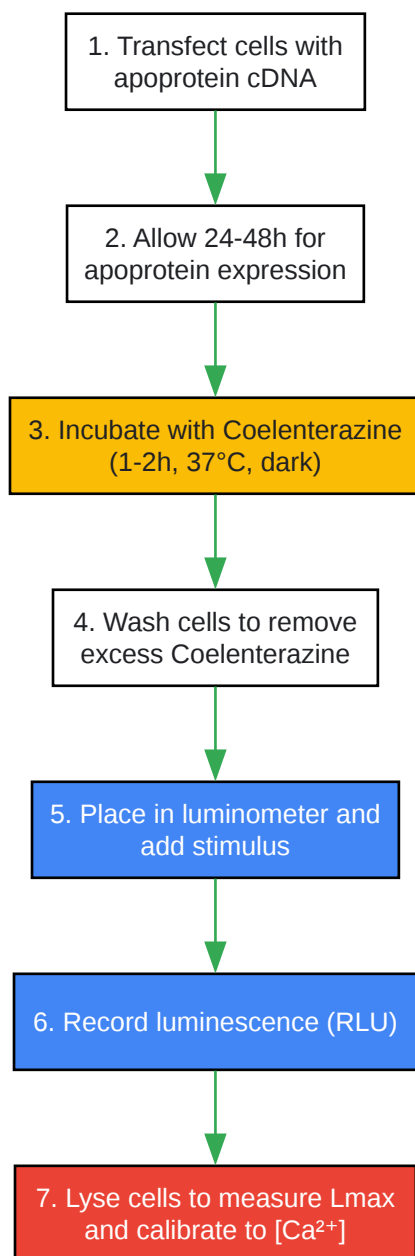 1. Transfect cells with
apoprotein cDNA
2. Allow 24-48h for
apoprotein expression
3. Incubate with Coelenterazine
(1-2h, 37°C, dark)
4. Wash cells to remove
excess Coelenterazine
5. Place in luminometer and
add stimulus
6. Record luminescence (RLU)
7. Lyse cells to measure Lmax
and calibrate to [Ca²⁺]